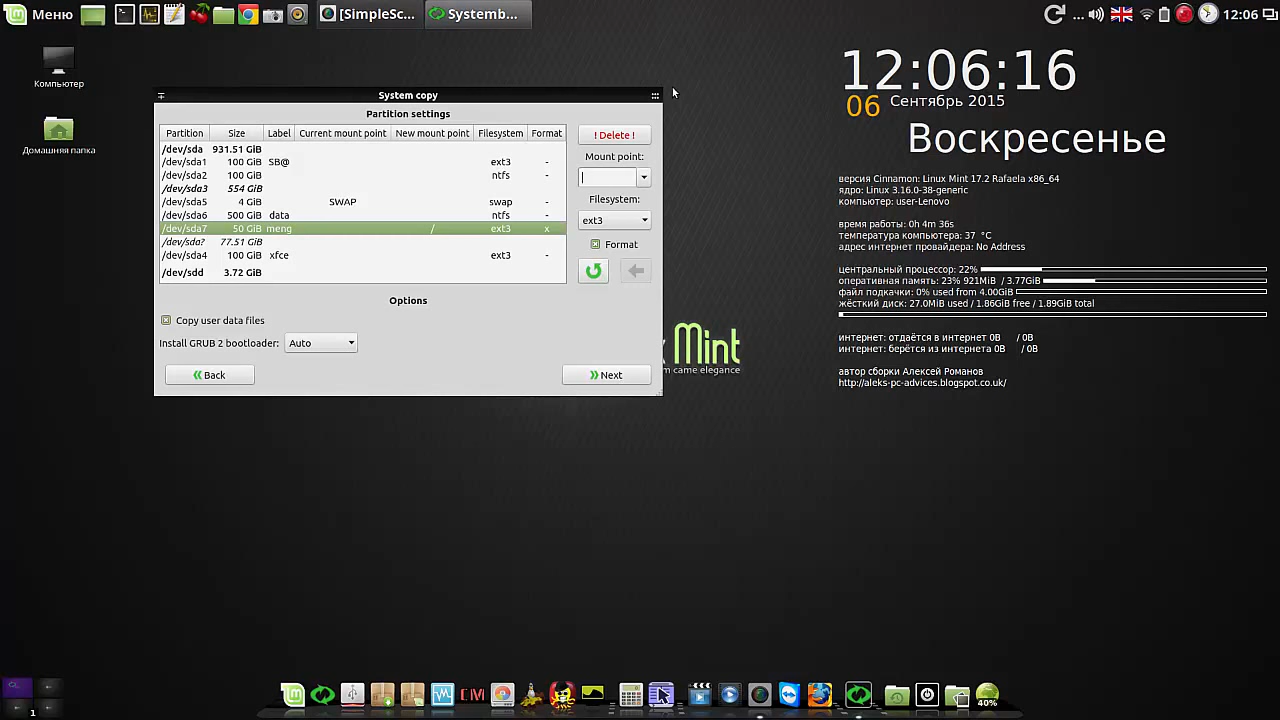 Меню
[SimpleSc...
Systemb...
...
12:06
Компьютер
Домашняя папка
System copy
Partition settings
Partition Size Label Current mount point New mount point Filesystem Format
/dev/sda 931.51 GiB
/dev/sda1 100 GiB SB@ ext3 -
/dev/sda2 100 GiB ntfs -
/dev/sda3 554 GiB
/dev/sda5 4 GiB SWAP swap -
/dev/sda6 500 GiB data ntfs -
/dev/sda7 50 GiB meng / ext3 x
/dev/sda? 77.51 GiB
/dev/sda4 100 GiB xfce ext3 -
/dev/sdd 3.72 GiB
! Delete !
Mount point:
Filesystem:
ext3
Format
Options
Copy user data files
Install GRUB 2 bootloader: Auto
Back
Next
Mint
m came elegance
12:06:16
06 Сентябрь 2015
Воскресенье
версия Cinnamon: Linux Mint 17.2 Rafaela x86_64
ядро: Linux 3.16.0-38-generic
компьютер: user-Lenovo
время работы: 0h 4m 36s
температура компьютера: 37 °C
адрес интернет провайдера: No Address
центральный процессор: 22%
оперативная память: 23% 921MiB / 3.77GiB
файл подкачки: 0% used from 4.00GiB
жёсткий диск: 27.0MiB used / 1.86GiB free / 1.89GiB total
интернет: отдаётся в интернет 0B / 0B
интернет: берётся из интернета 0B / 0B
автор сборки Алексей Романов
http://aleks-pc-advices.blogspot.co.uk/
1
40%